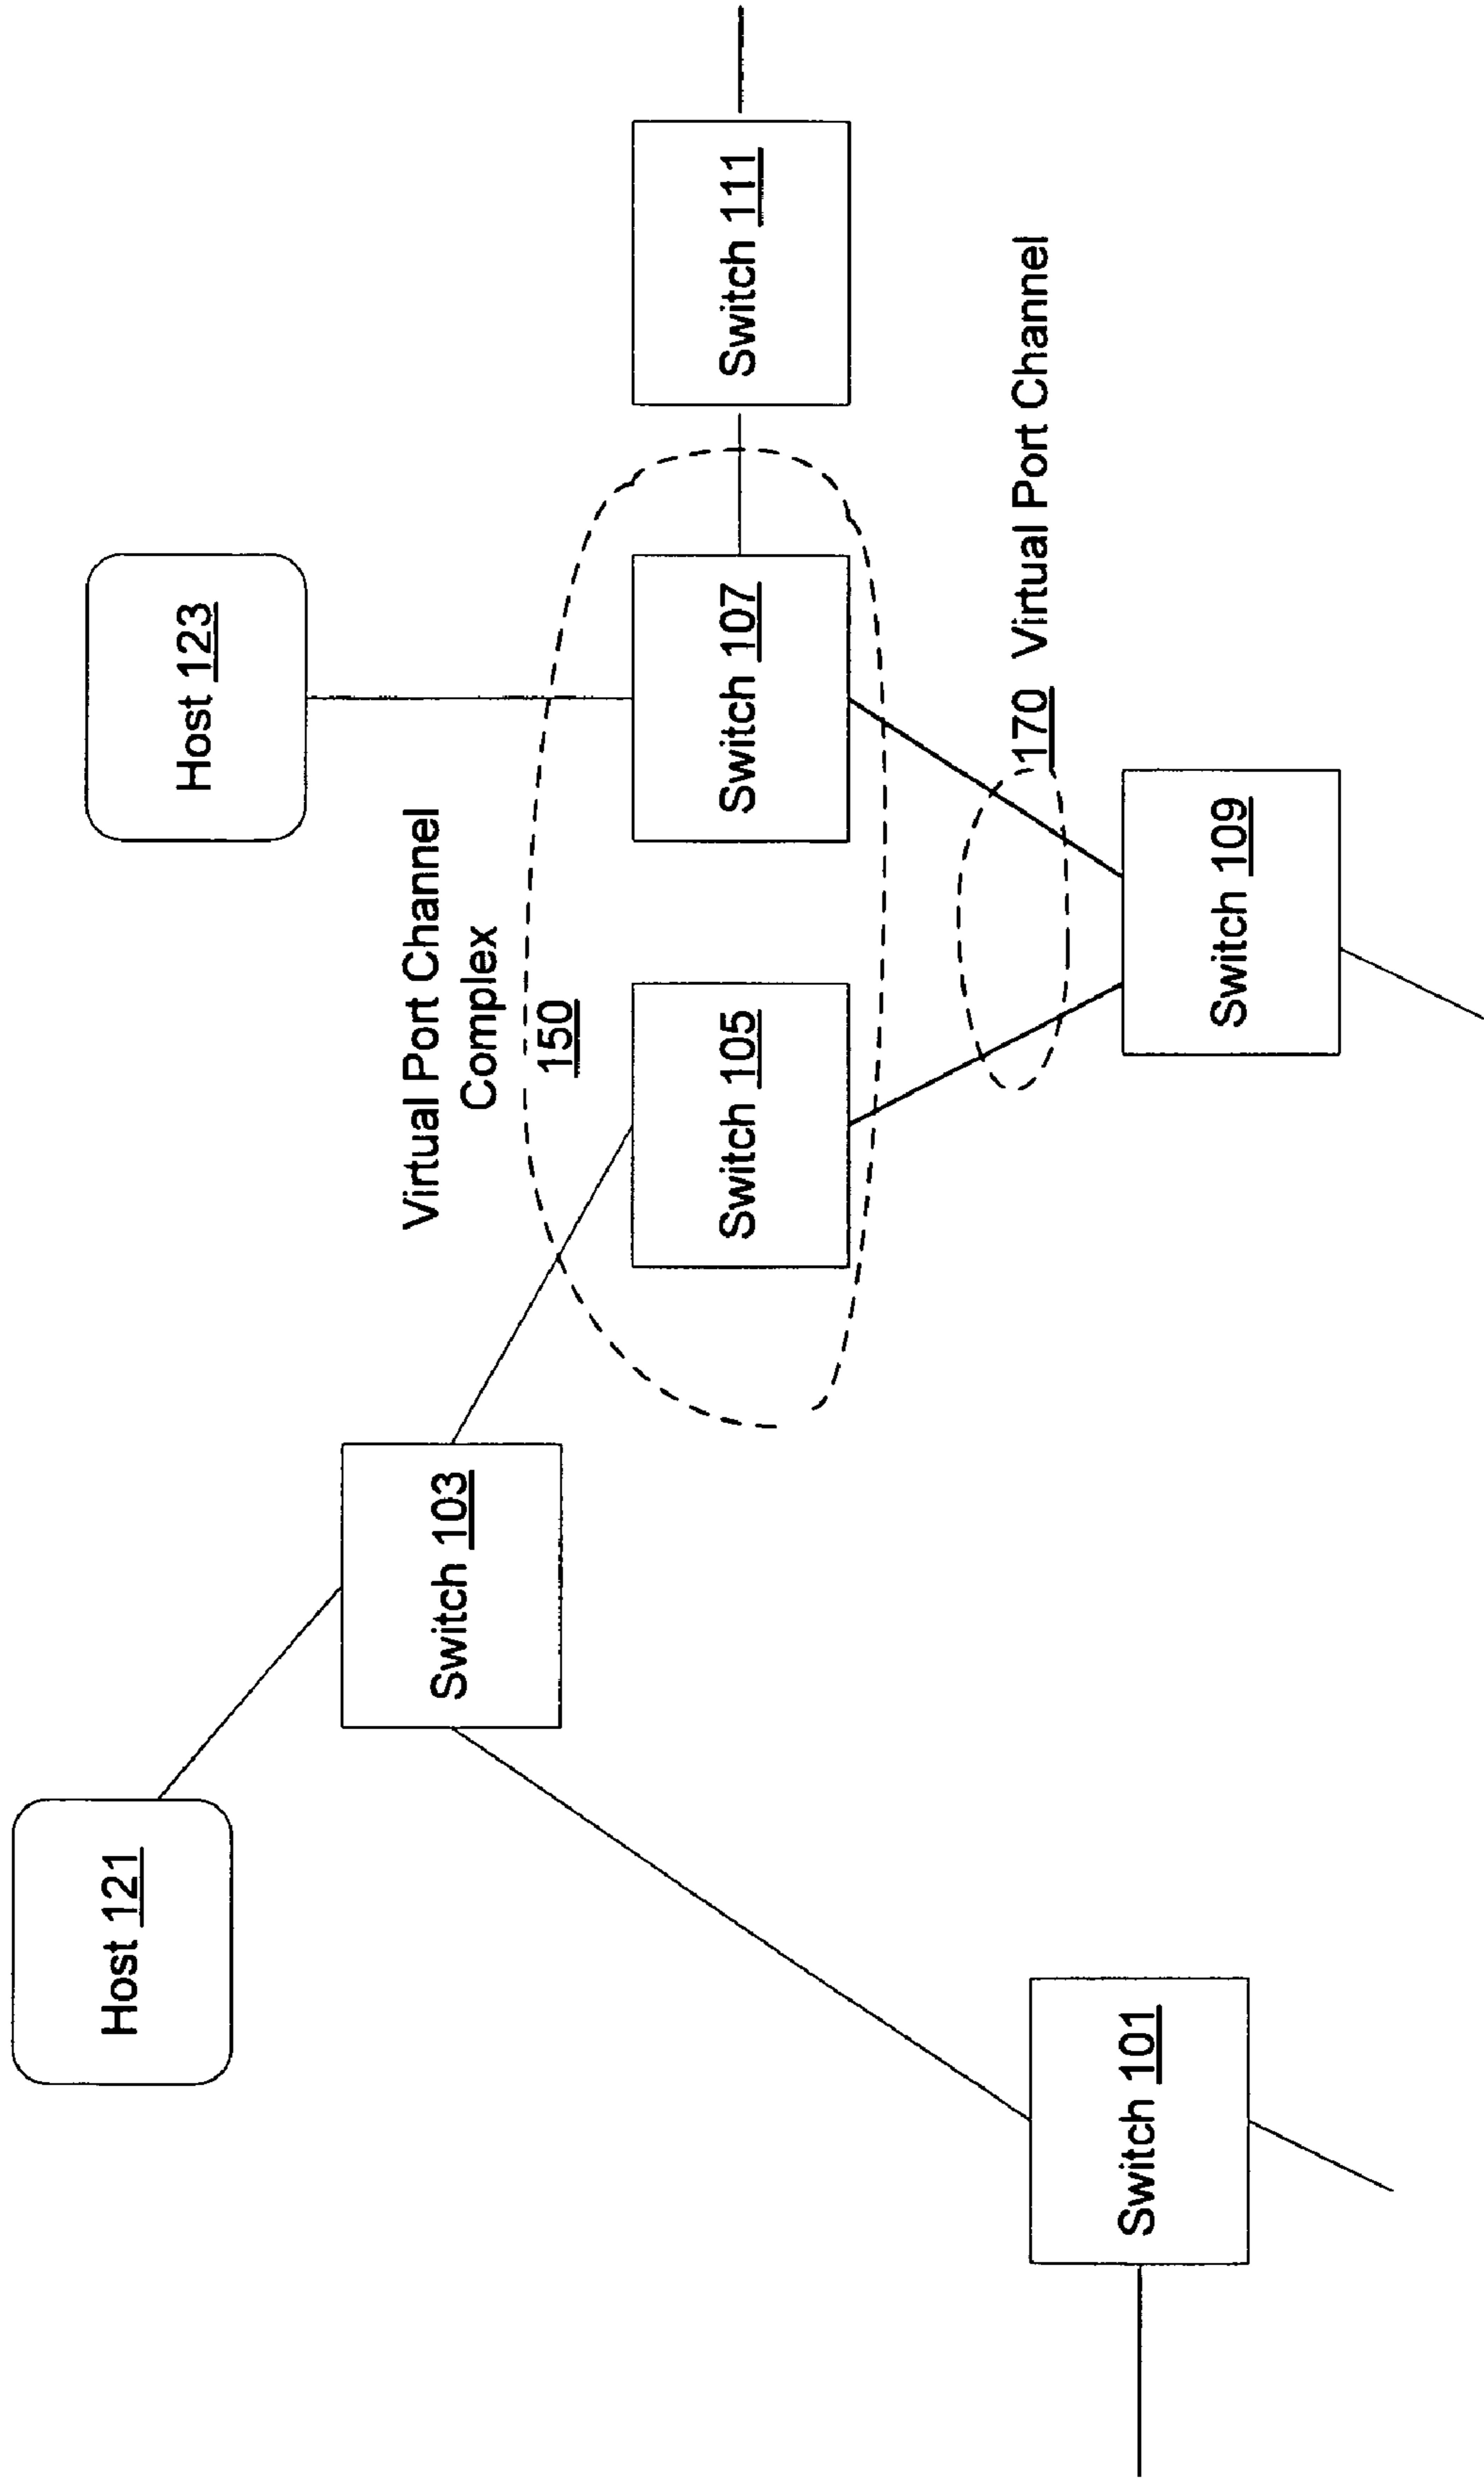 Host 121
Host 123
Switch 103
Virtual Port Channel
Complex
150
Switch 105
Switch 107
Switch 111
170 Virtual Port Channel
Switch 101
Switch 109